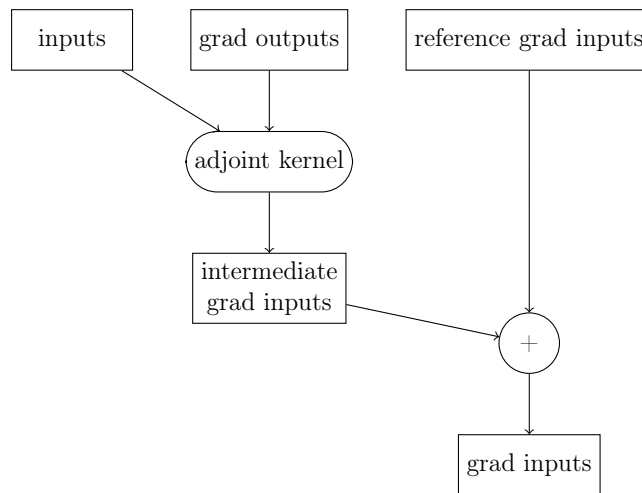 inputs
grad outputs
reference grad inputs
adjoint kernel
intermediate
grad inputs
+
grad inputs